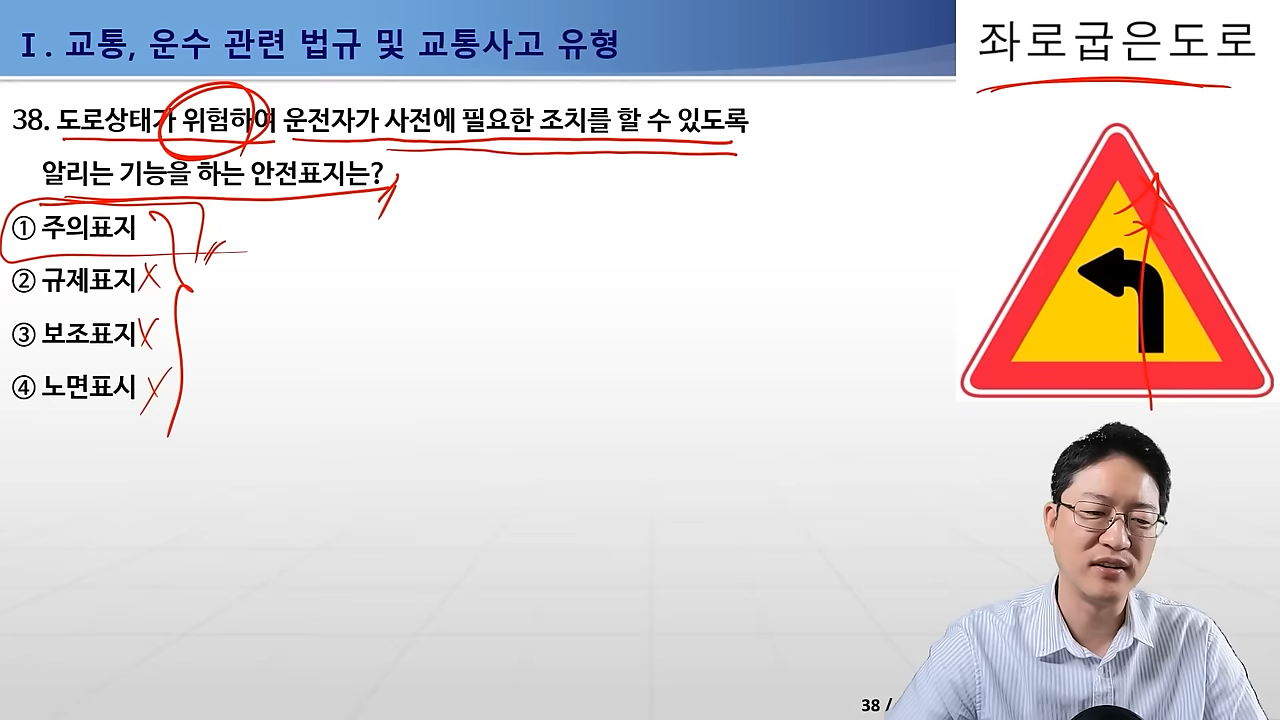 Ⅰ. 교통, 운수 관련 법규 및 교통사고 유형
좌로굽은도로
38. 도로상태가 위험하여 운전자가 사전에 필요한 조치를 할 수 있도록
알리는 기능을 하는 안전표지는?
① 주의표지
② 규제표지
③ 보조표지
④ 노면표시
38 /